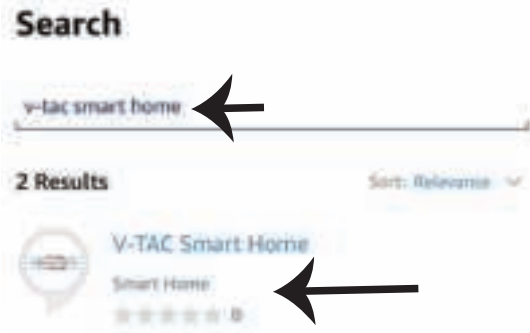 Search
v-tac smart home
2 Results
Sort: Relevance
V-TAC Smart Home
Smart Home
0